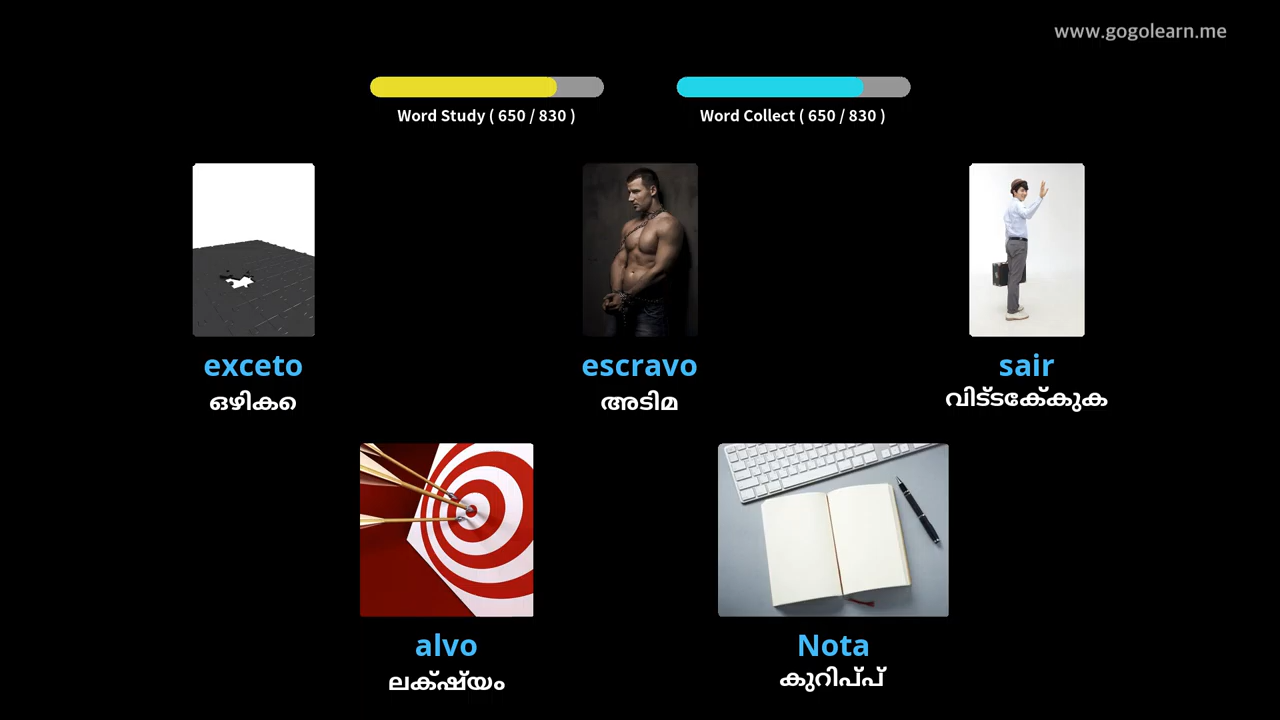 www.gogolearn.me
Word Study ( 650 / 830 )
Word Collect ( 650 / 830 )
exceto
ഒഴികെ
escravo
അടിമ
sair
വിട്ടേക്കുക
alvo
ലക്ഷ്യം
Nota
കുറിപ്പ്